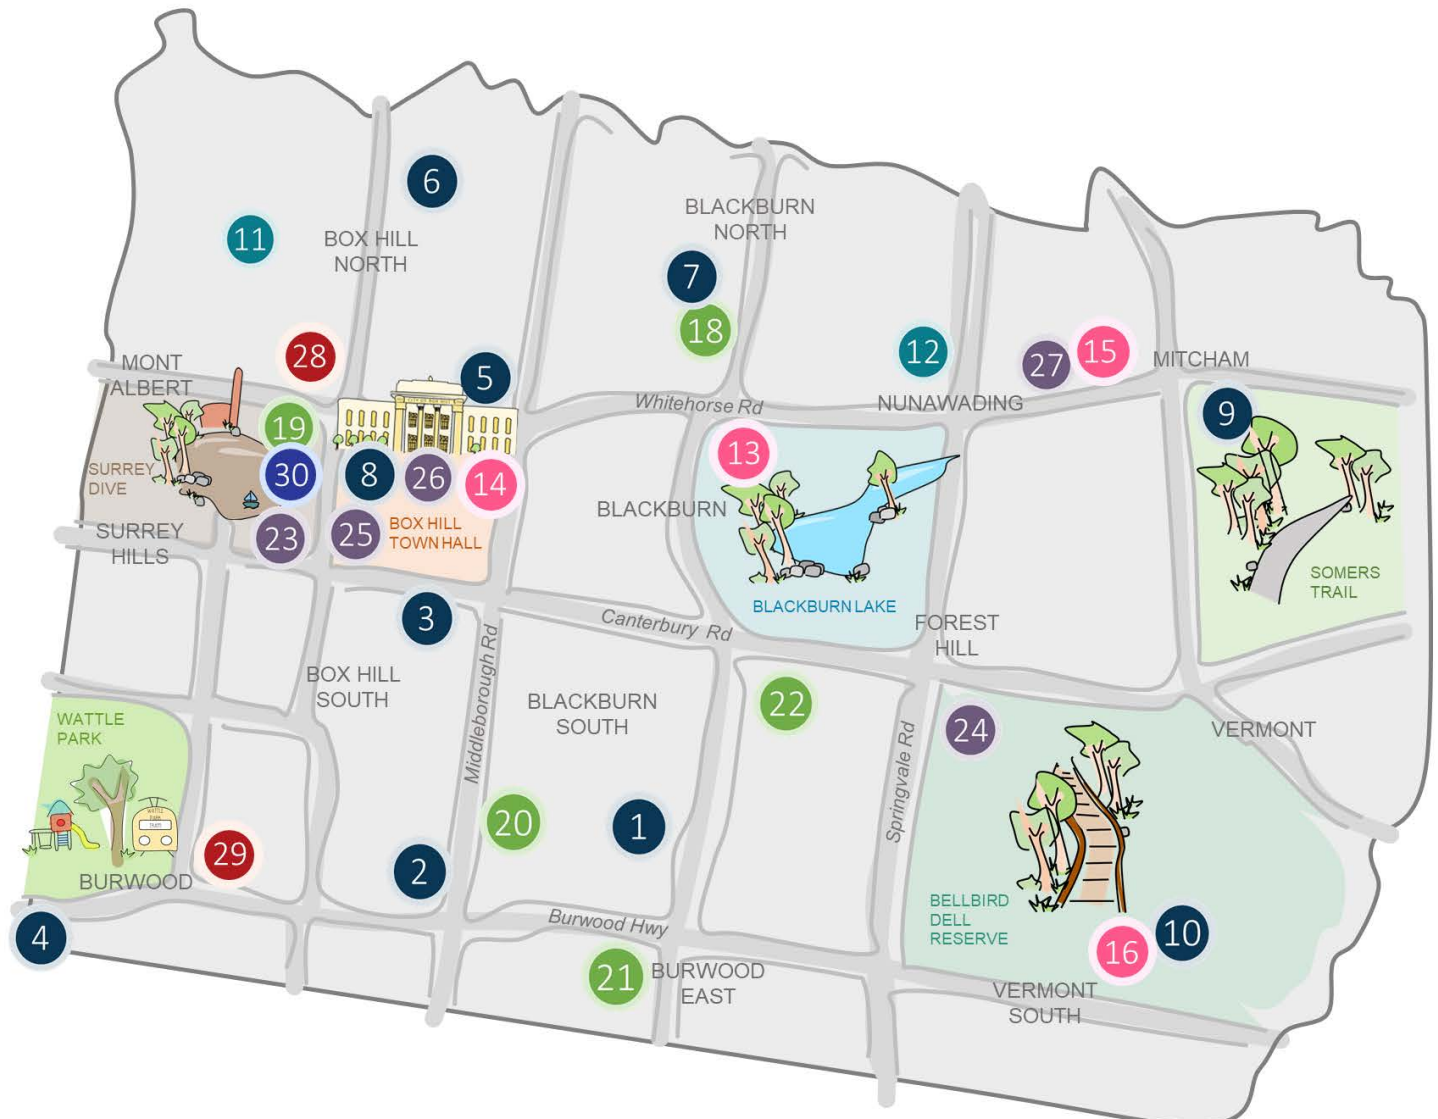 6
BLACKBURN
NORTH
11
BOX HILL
NORTH
7
18
28
12
27
15
MITCHAM
MONT
ALBERT
5
Whitehorse Rd
NUNAWADING
9
19
13
SURREY
DIVE
30
8
26
14
BLACKBURN
SURREY
HILLS
23
25
BOX HILL
TOWN HALL
SOMERS
TRAIL
BLACKBURN LAKE
3
Canterbury Rd
FOREST
HILL
BOX HILL
SOUTH
Middleborough Rd
BLACKBURN
SOUTH
22
WATTLE
PARK
24
VERMONT
Springvale Rd
20
1
29
2
BURWOOD
BELLBIRD
DELL
RESERVE
4
Burwood Hwy
16
10
21
BURWOOD
EAST
VERMONT
SOUTH